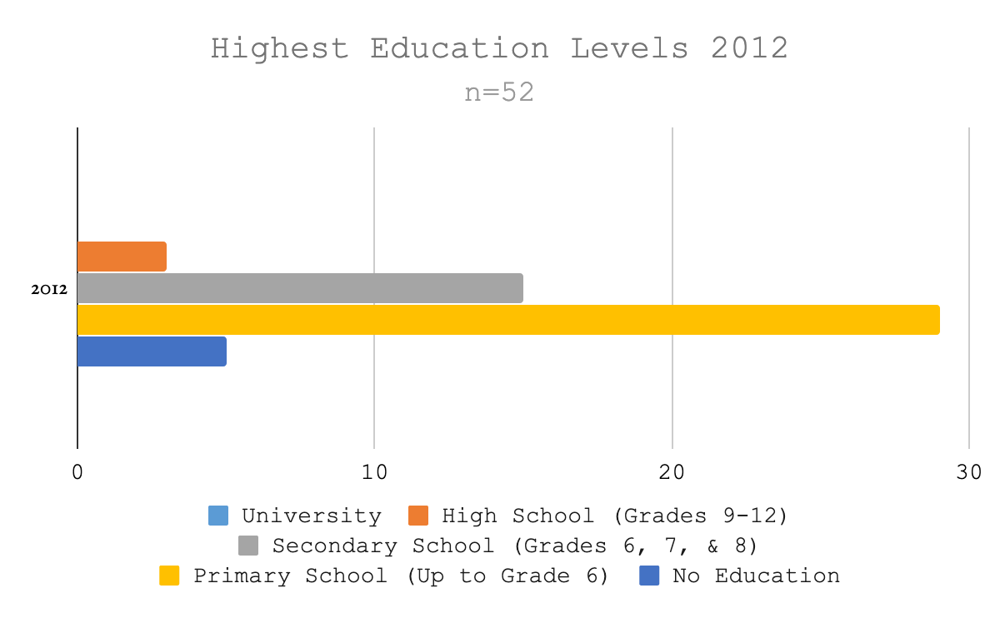 Highest Education Levels 2012
n=52
2012
0 10 20 30
University High School (Grades 9-12)
Secondary School (Grades 6, 7, & 8)
Primary School (Up to Grade 6) No Education